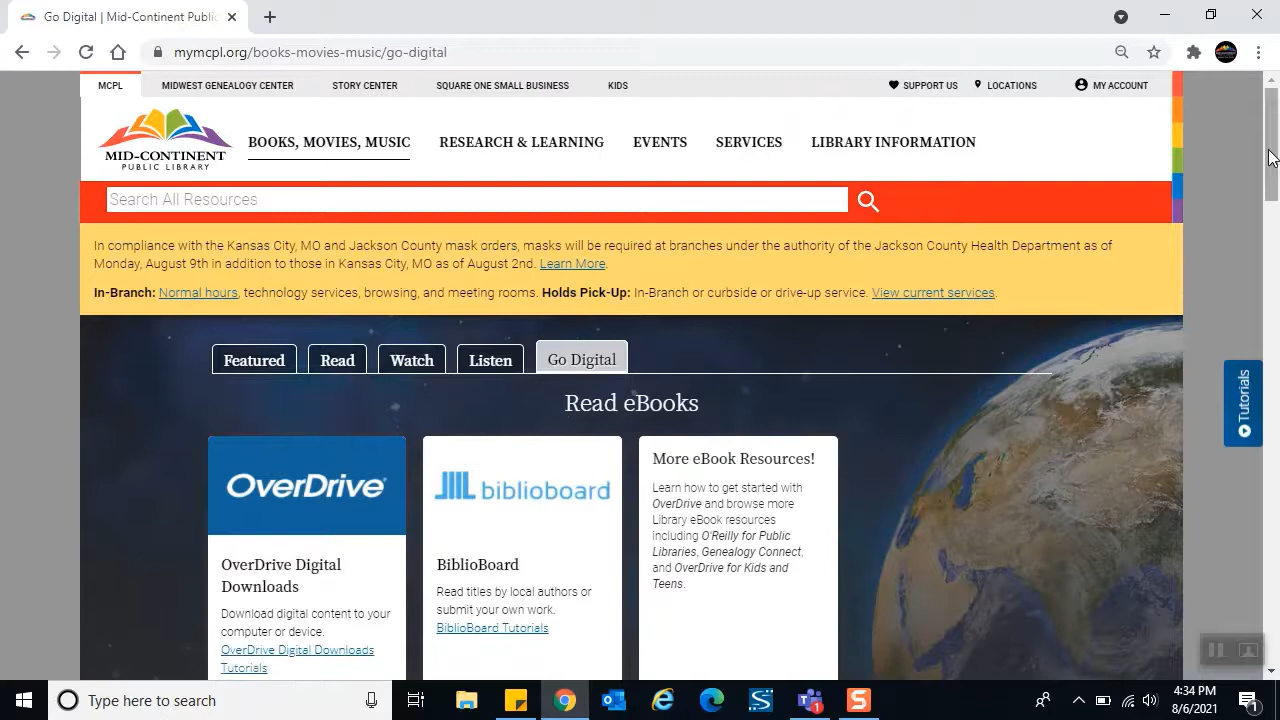 Go Digital | Mid-Continent Public
mymcpl.org/books-movies-music/go-digital
MCPL MIDWEST GENEALOGY CENTER STORY CENTER SQUARE ONE SMALL BUSINESS KIDS SUPPORT US LOCATIONS MY ACCOUNT
MID-CONTINENT
PUBLIC LIBRARY
BOOKS, MOVIES, MUSIC RESEARCH & LEARNING EVENTS SERVICES LIBRARY INFORMATION
Search All Resources
In compliance with the Kansas City, MO and Jackson County mask orders, masks will be required at branches under the authority of the Jackson County Health Department as of
Monday, August 9th in addition to those in Kansas City, MO as of August 2nd. Learn More.
In-Branch: Normal hours, technology services, browsing, and meeting rooms. Holds Pick-Up: In-Branch or curbside or drive-up service. View current services.
Featured Read Watch Listen Go Digital
Read eBooks
Tutorials
OverDrive
OverDrive Digital
Downloads
Download digital content to your
computer or device.
OverDrive Digital Downloads
Tutorials
biblioboard
BiblioBoard
Read titles by local authors or
submit your own work.
BiblioBoard Tutorials
More eBook Resources!
Learn how to get started with
OverDrive and browse more
Library eBook resources
including O'Reilly for Public
Libraries, Genealogy Connect,
and OverDrive for Kids and
Teens.
Type here to search
4:34 PM
8/6/2021
1
1